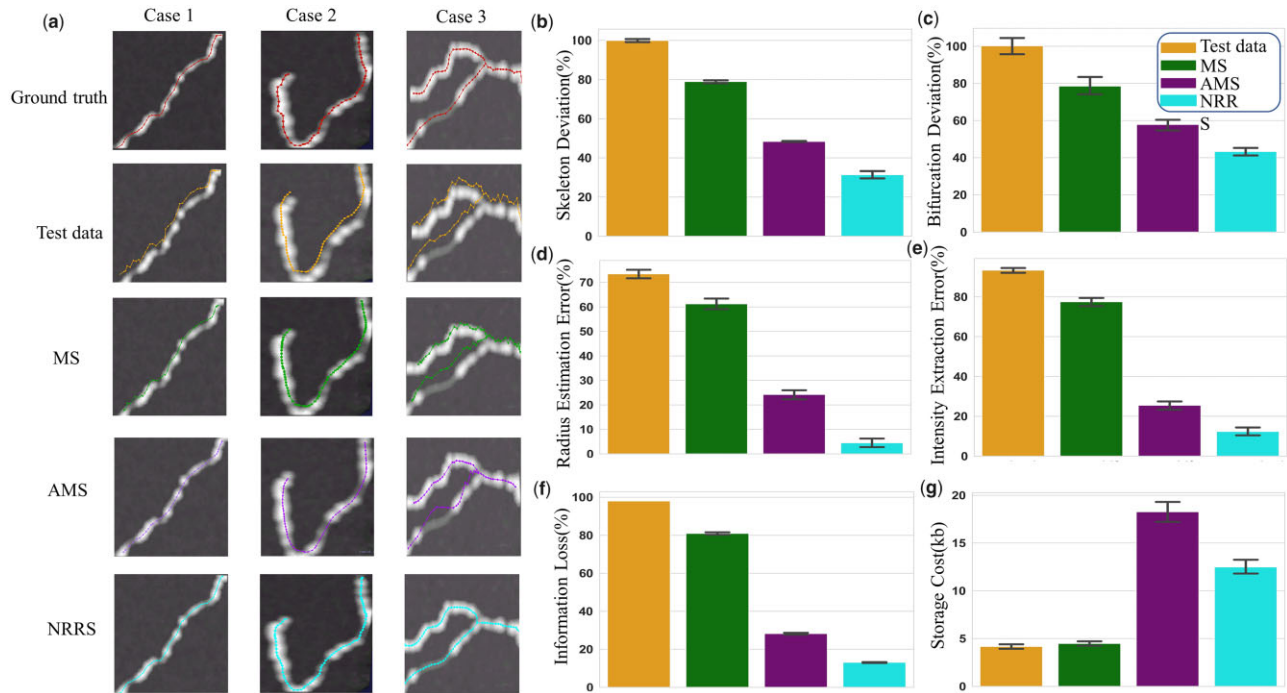 (a)
Case 1
Case 2
Case 3
Ground truth
Test data
MS
AMS
NRRS
(b)
Skeleton Deviation(%)
100
80
60
40
20
0
(c)
Bifurcation Deviation(%)
100
80
60
40
20
0
Test data
MS
AMS
NRR
S
(d)
Radius Estimation Error(%)
70
60
50
40
30
20
10
0
(e)
Intensity Extraction Error(%)
80
60
40
20
0
(f)
Information Loss(%)
100
80
60
40
20
0
(g)
Storage Cost(kb)
20
15
10
5
0